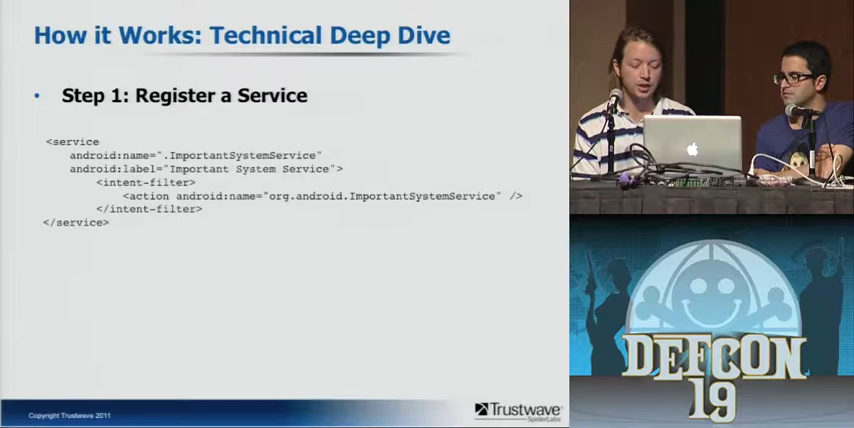 How it Works: Technical Deep Dive
• Step 1: Register a Service
<service
android:name=".ImportantSystemService"
android:label="Important System Service">
<intent-filter>
<action android:name="org.android.ImportantSystemService" />
</intent-filter>
</service>
Copyright Trustwave 2011
Trustwave®
SpiderLabs
DEFCON
19